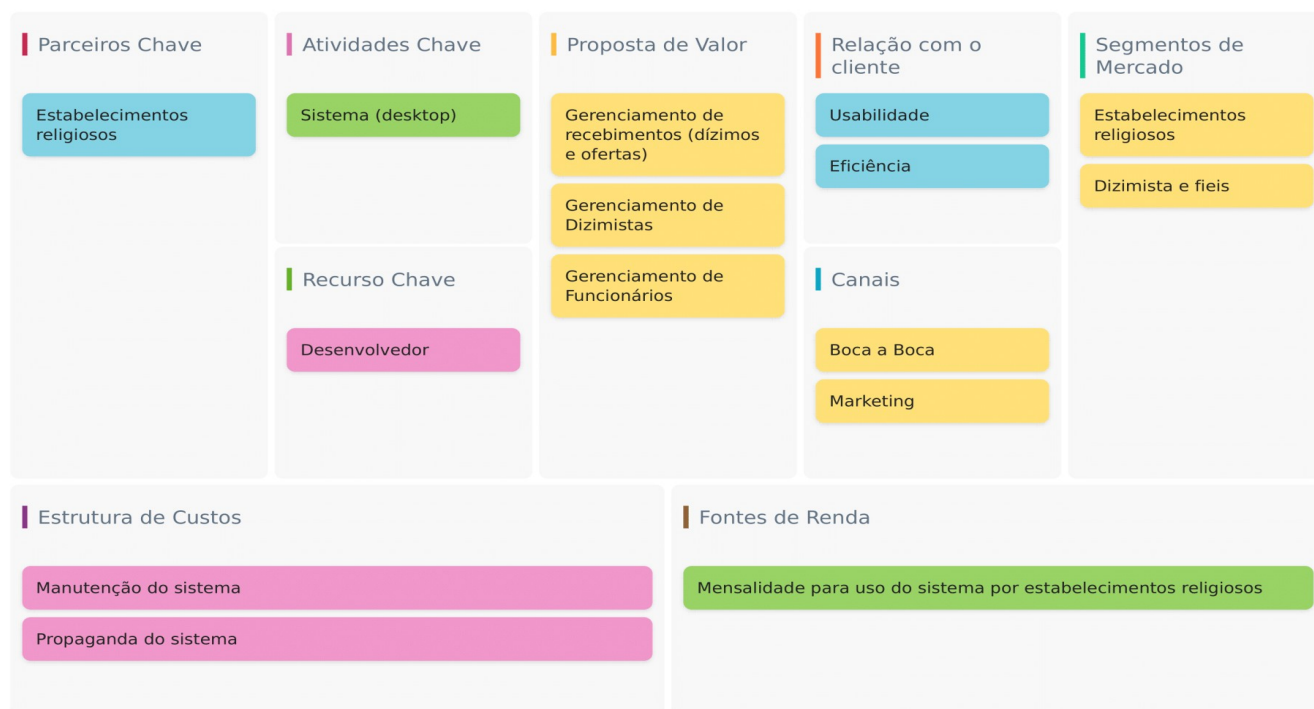 Parceiros Chave
Estabelecimentos
religiosos
Atividades Chave
Sistema (desktop)
Recurso Chave
Desenvolvedor
Proposta de Valor
Gerenciamento de
recebimentos (dízimos
e ofertas)
Gerenciamento de
Dizimistas
Gerenciamento de
Funcionários
Relação com o
cliente
Usabilidade
Eficiência
Canais
Boca a Boca
Marketing
Segmentos de
Mercado
Estabelecimentos
religiosos
Dizimista e fieis
Estrutura de Custos
Manutenção do sistema
Propaganda do sistema
Fontes de Renda
Mensalidade para uso do sistema por estabelecimentos religiosos